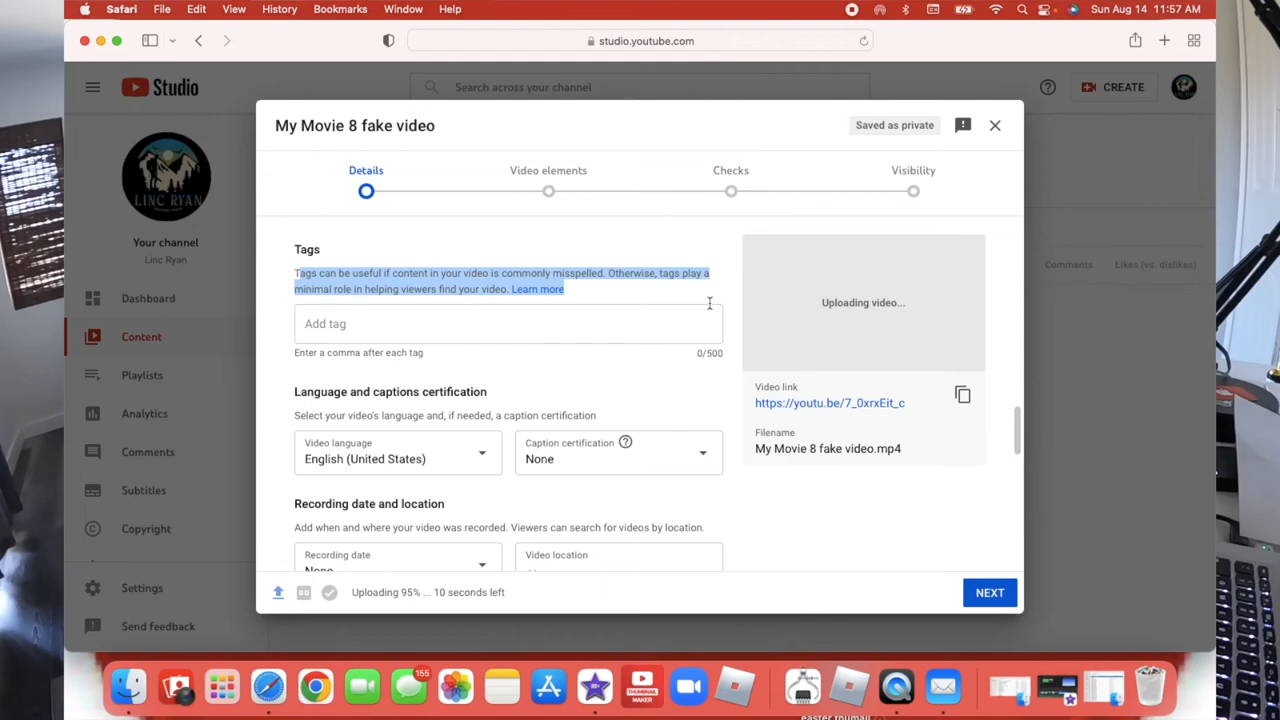 Safari File Edit View History Bookmarks Window Help Sun Aug 14 11:57 AM
studio.youtube.com
Studio
Search across your channel
CREATE
My Movie 8 fake video
Saved as private
Details
Video elements
Checks
Visibility
LINC RYAN
Your channel
Linc Ryan
Dashboard
Content
Playlists
Analytics
Comments
Subtitles
Copyright
Settings
Send feedback
Tags
Tags can be useful if content in your video is commonly misspelled. Otherwise, tags play a
minimal role in helping viewers find your video. Learn more
Add tag
Enter a comma after each tag
0/500
Language and captions certification
Select your video's language and, if needed, a caption certification
Video language
English (United States)
Caption certification
None
Recording date and location
Add when and where your video was recorded. Viewers can search for videos by location.
Recording date
None
Video location
Uploading video...
Video link
https://youtu.be/7_0xrxEit_c
Filename
My Movie 8 fake video.mp4
Comments
Likes (vs. dislikes)
Uploading 95% ... 10 seconds left
NEXT
155
THUMBNAIL
MAKER